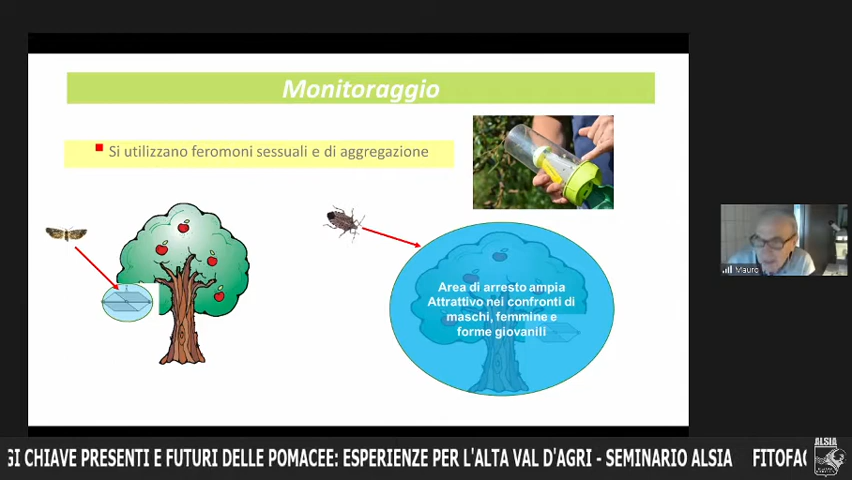 Monitoraggio
Si utilizzano feromoni sessuali e di aggregazione
Area di arresto ampia
Attrattivo nei confronti di
maschi, femmine e
forme giovanili
Mauro
GI CHIAVE PRESENTI E FUTURI DELLE POMACEE: ESPERIENZE PER L'ALTA VAL D'AGRI - SEMINARIO ALSIA
ALSIA